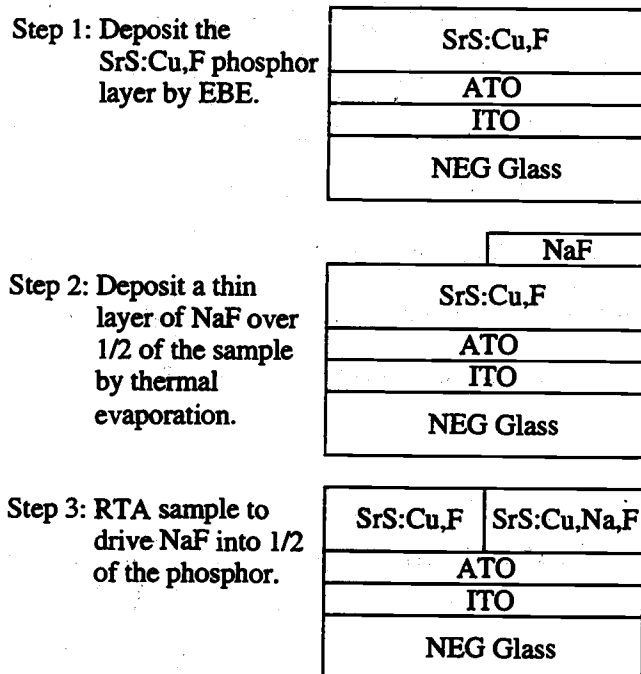 Step 1: Deposit the
SrS:Cu,F phosphor
layer by EBE.
SrS:Cu,F
ATO
ITO
NEG Glass
Step 2: Deposit a thin
layer of NaF over
1/2 of the sample
by thermal
evaporation.
NaF
SrS:Cu,F
ATO
ITO
NEG Glass
Step 3: RTA sample to
drive NaF into 1/2
of the phosphor.
SrS:Cu,F SrS:Cu,Na,F
ATO
ITO
NEG Glass